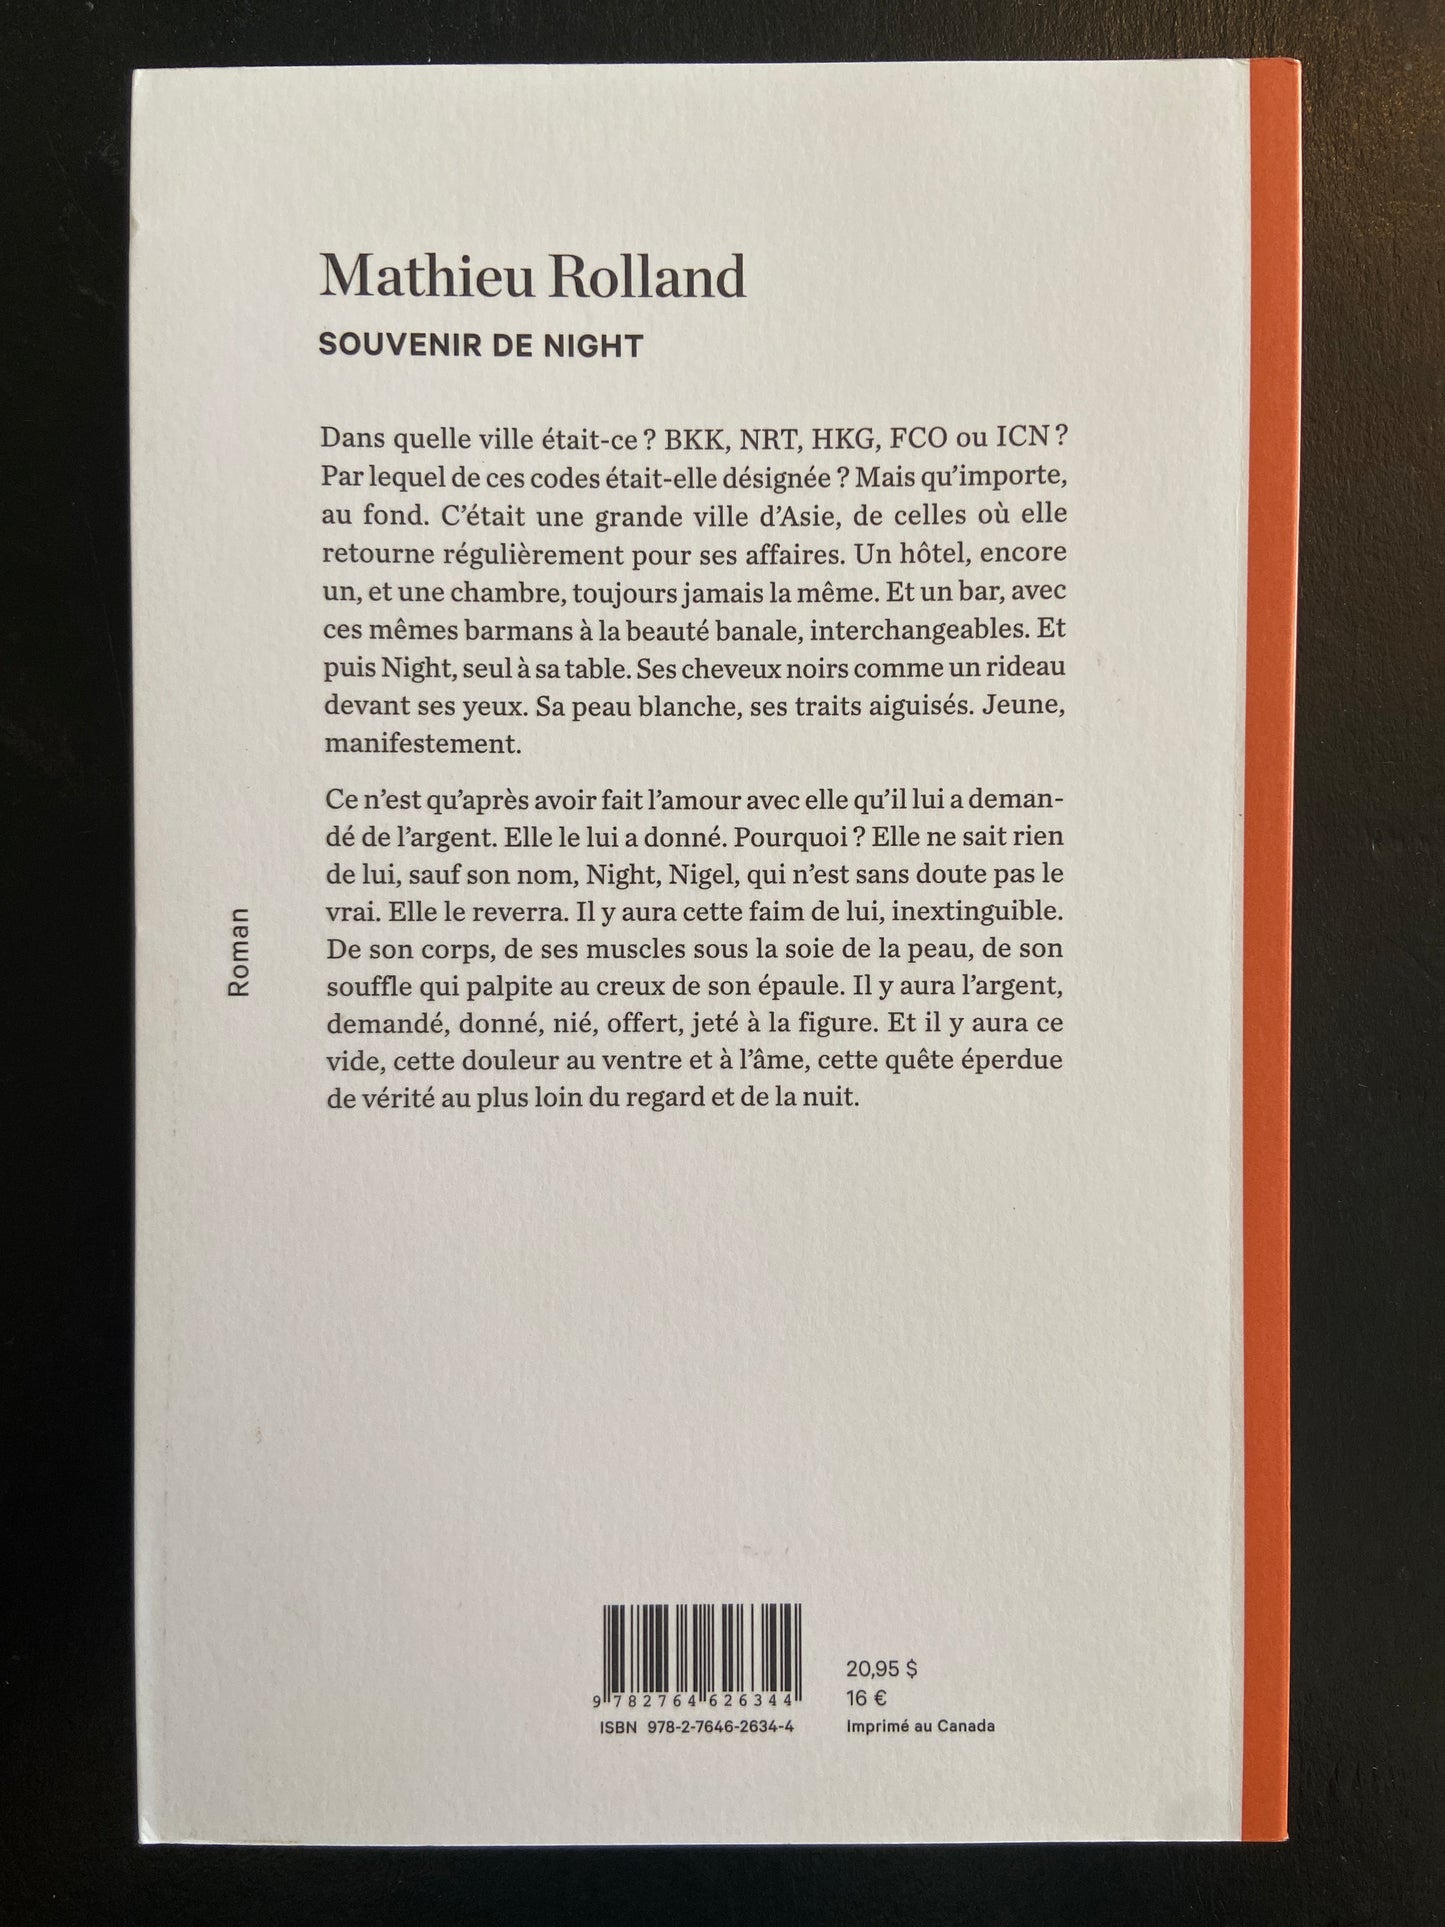 Mathieu Rolland
SOUVENIR DE NIGHT
Dans quelle ville était-ce ? BKK, NRT, HKG, FCO ou ICN ?
Par lequel de ces codes était-elle désignée ? Mais qu’importe,
au fond. C’était une grande ville d’Asie, de celles où elle
retourne régulièrement pour ses affaires. Un hôtel, encore
un, et une chambre, toujours jamais la même. Et un bar, avec
ces mêmes barmans à la beauté banale, interchangeables. Et
puis Night, seul à sa table. Ses cheveux noirs comme un rideau
devant ses yeux. Sa peau blanche, ses traits aiguisés. Jeune,
manifestement.
Ce n’est qu’après avoir fait l’amour avec elle qu’il lui a deman-
dé de l’argent. Elle le lui a donné. Pourquoi ? Elle ne sait rien
de lui, sauf son nom, Night, Nigel, qui n’est sans doute pas le
vrai. Elle le reverra. Il y aura cette faim de lui, inextinguible.
De son corps, de ses muscles sous la soie de la peau, de son
souffle qui palpite au creux de son épaule. Il y aura l’argent,
demandé, donné, nié, offert, jeté à la figure. Et il y aura ce
vide, cette douleur au ventre et à l’âme, cette quête éperdue
de vérité au plus loin du regard et de la nuit.
Roman
9 782764 626344
ISBN 978-2-7646-2634-4
20,95 $
16 €
Imprimé au Canada